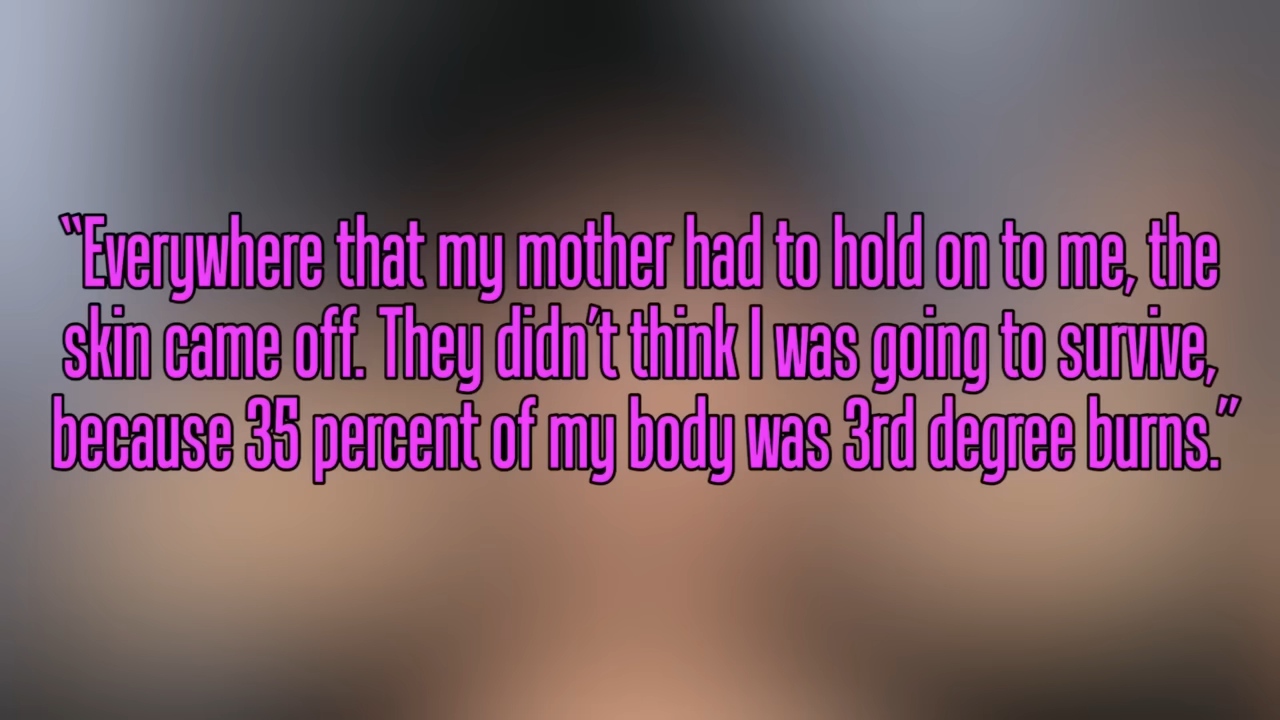 “Everywhere that my mother had to hold on to me, the
skin came off. They didn’t think I was going to survive,
because 35 percent of my body was 3rd degree burns.”